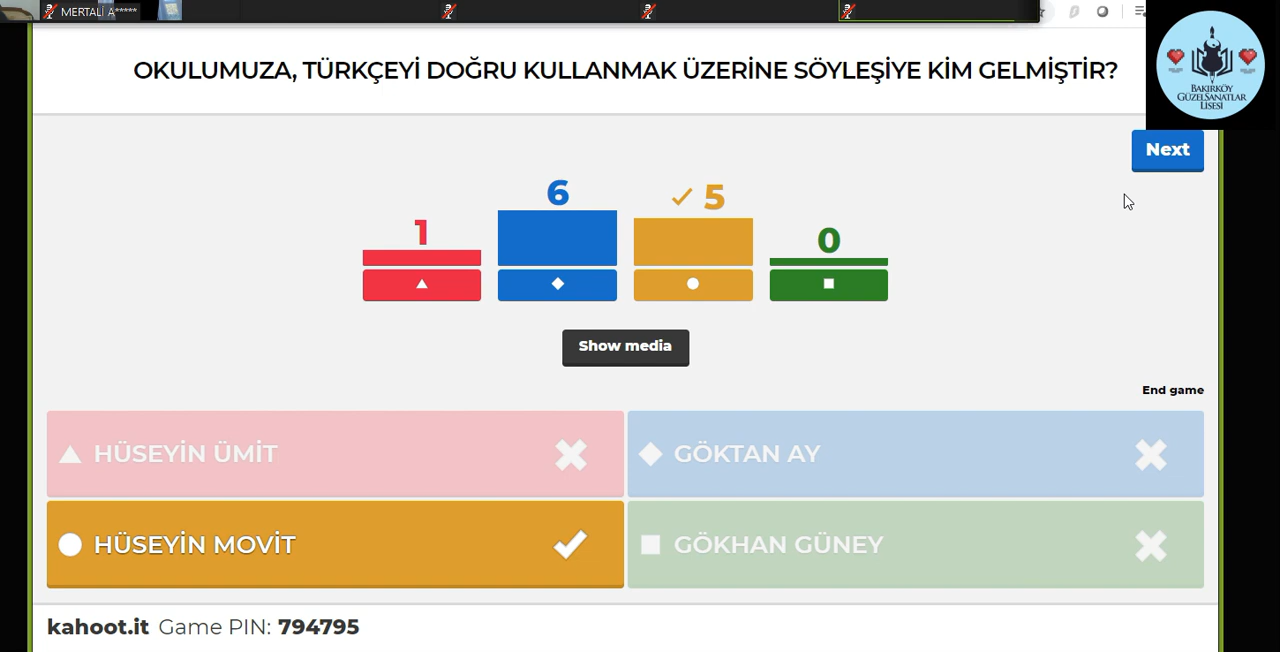 MERTALİ A*****
OKULUMUZA, TÜRKÇEYİ DOĞRU KULLANMAK ÜZERİNE SÖYLEŞİYE KİM GELMİŞTİR?
BAKIRKÖY
GÜZEL SANATLAR
LİSESİ
Next
1
6
5
0
Show media
End game
HÜSEYİN ÜMİT
GÖKTAN AY
HÜSEYİN MOVİT
GÖKHAN GÜNEY
kahoot.it Game PIN: 794795